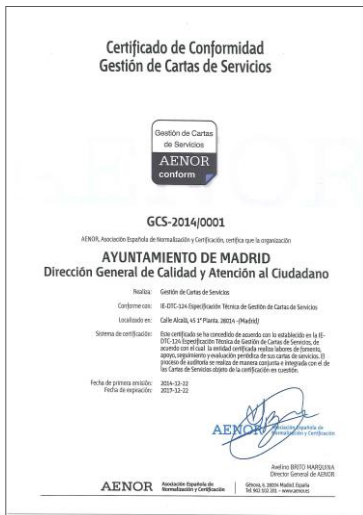 Certificado de Conformidad
Gestión de Cartas de Servicios
Gestión de Cartas
de Servicios
AENOR
conform
GCS-2014/0001
AENOR, Asociación Española de Normalización y Certificación, certifica que la organización
AYUNTAMIENTO DE MADRID
Dirección General de Calidad y Atención al Ciudadano
Realiza: Gestión de Cartas de Servicios
Conforme con: IE-DTC-124 Especificación Técnica de Gestión de Cartas de Servicios
Localizado en: Calle Alcalá, 45 1ª Planta. 28014 -(Madrid)
Sistema de certificación: Este certificado se ha concedido de acuerdo con lo establecido en la IE-
DTC-124 Especificación Técnica de Gestión de Cartas de Servicios, de
acuerdo con el cual la entidad certificada realiza labores de fomento,
apoyo, seguimiento y evaluación periódica de sus cartas de servicios. El
proceso de auditoría se realiza de manera conjunta e integrada con el de
las Cartas de Servicios objeto de la certificación en cuestión.
Fecha de primera emisión: 2014-12-22
Fecha de expiración: 2017-12-22
AENOR Asociación Española de
Normalización y Certificación
Avelino BRITO MARQUINA
Director General de AENOR
AENOR Asociación Española de
Normalización y Certificación
Génova, 6. 28004 Madrid. España
Tel. 902 102 201 - www.aenor.es